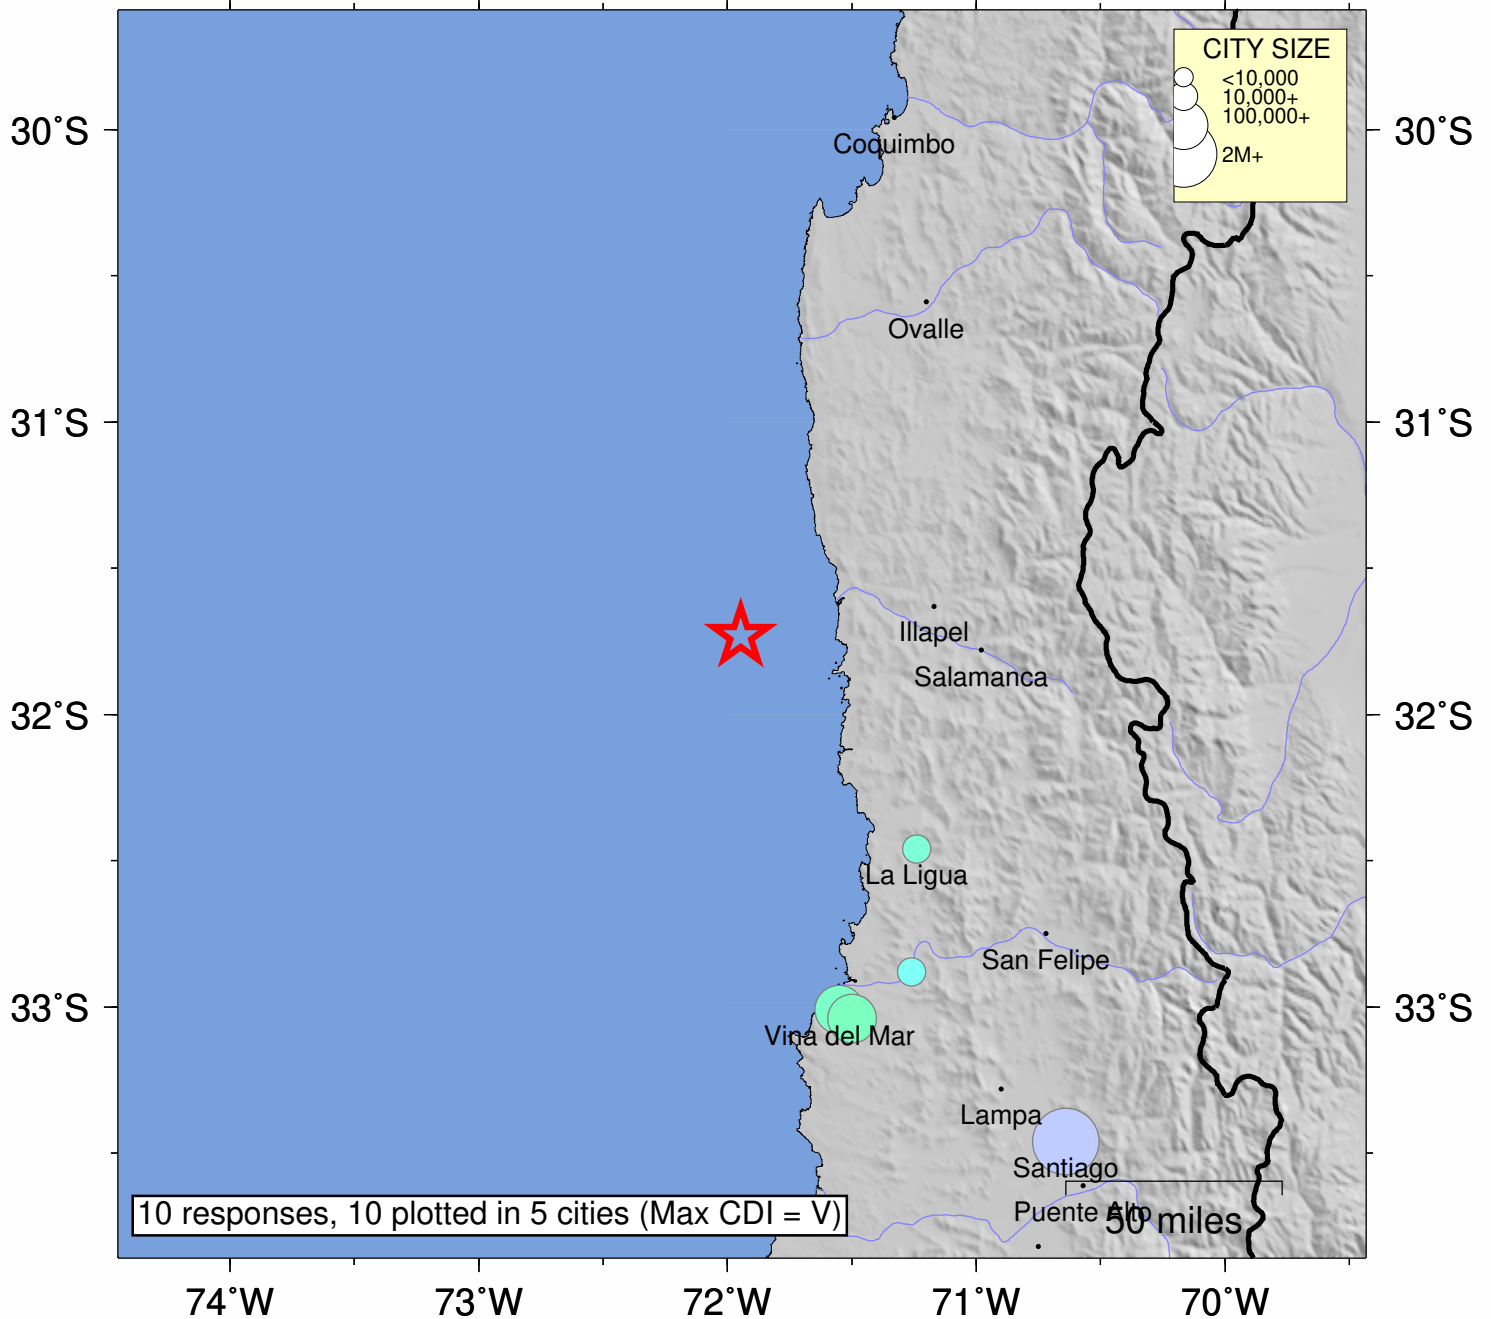 CITY SIZE
<10,000
10,000+
100,000+
2M+
30˚S
30˚S
Coquimbo
Ovalle
31˚S
31˚S
Illapel
Salamanca
32˚S
32˚S
La Ligua
San Felipe
33˚S
33˚S
Vina del Mar
Lampa
Santiago
Puente Alto
50 miles
10 responses, 10 plotted in 5 cities (Max CDI = V)
74˚W
73˚W
72˚W
71˚W
70˚W